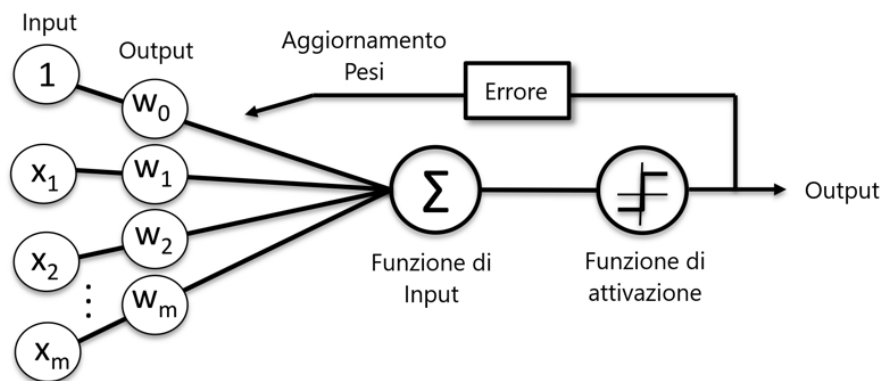 Input
Output
Aggiornamento
Pesi
Errore
1
w0
x1
w1
x2
w2
⋮
xm
wm
Σ
Funzione di
Input
Funzione di
attivazione
Output